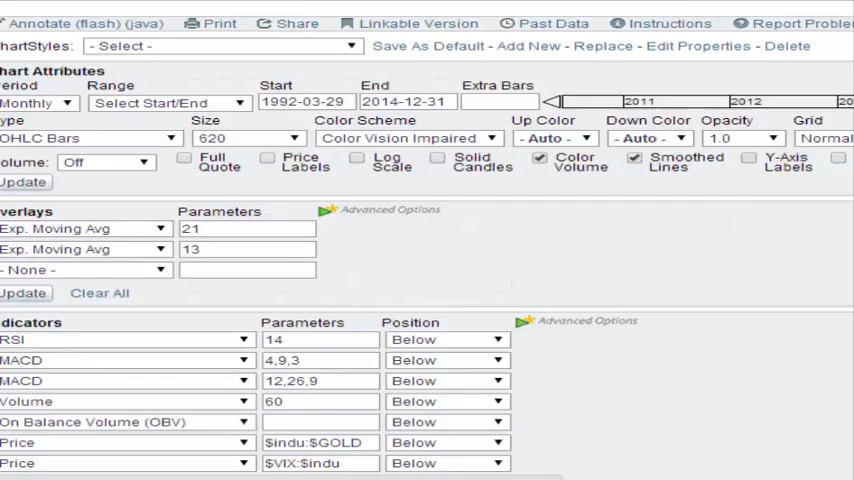 Annotate (flash) (java) Print Share Linkable Version Past Data Instructions Report Proble
hartStyles: - Select - Save As Default - Add New - Replace - Edit Properties - Delete
hart Attributes
eriod Range Start End Extra Bars
Monthly Select Start/End 1992-03-29 2014-12-31 2011 2012 20
ype Size Color Scheme Up Color Down Color Opacity Grid
OHLC Bars 620 Color Vision Impaired - Auto - - Auto - 1.0 Normal
olume: Off Full Quote Price Labels Log Scale Solid Candles Color Volume Smoothed Lines Y-Axis Labels
Update
verlays Parameters Advanced Options
Exp. Moving Avg 21
Exp. Moving Avg 13
- None -
Update Clear All
dicators Parameters Position Advanced Options
RSI 14 Below
MACD 4,9,3 Below
MACD 12,26,9 Below
Volume 60 Below
On Balance Volume (OBV) Below
Price $indu:$GOLD Below
Price $VIX:$indu Below